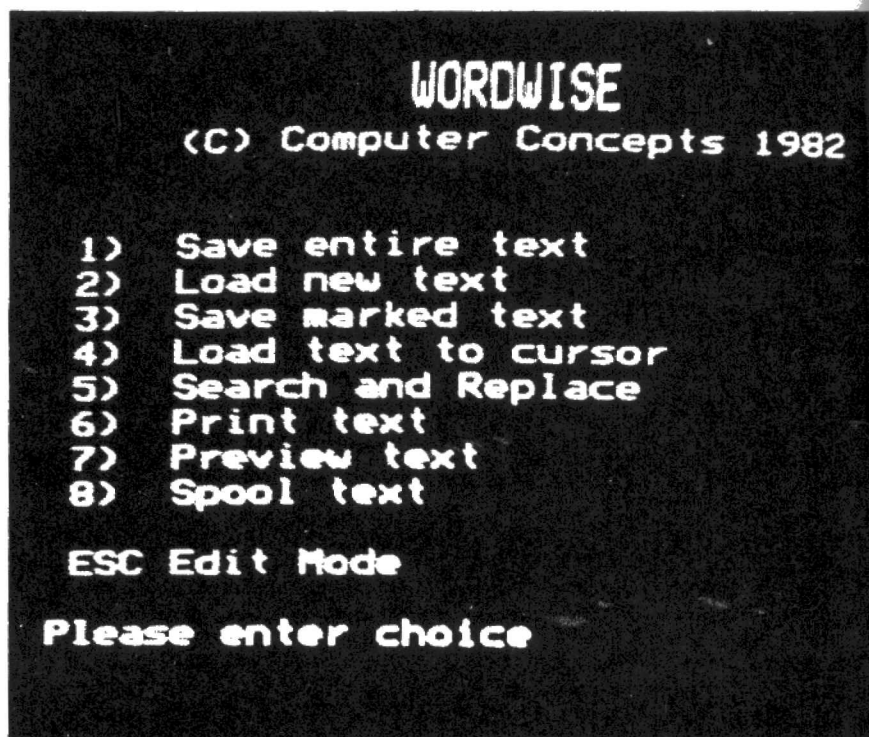 WORDWISE
(C) Computer Concepts 1982
1) Save entire text
2) Load new text
3) Save marked text
4) Load text to cursor
5) Search and Replace
6) Print text
7) Preview text
8) Spool text
ESC Edit Mode
Please enter choice